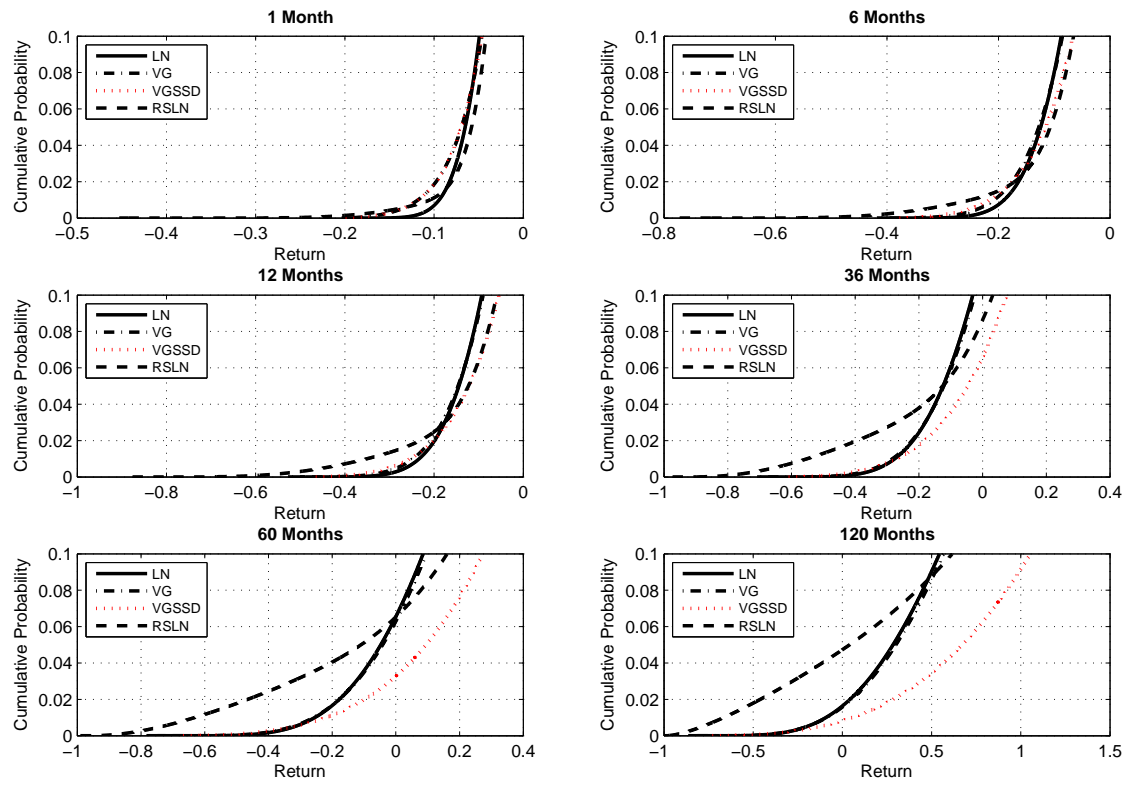 1 Month
Cumulative Probability
0.1
0.08
0.06
0.04
0.02
0
LN
VG
VGSSD
RSLN
−0.5 −0.4 −0.3 −0.2 −0.1 0
Return
6 Months
Cumulative Probability
0.1
0.08
0.06
0.04
0.02
0
LN
VG
VGSSD
RSLN
−0.8 −0.6 −0.4 −0.2 0
Return
12 Months
Cumulative Probability
0.1
0.08
0.06
0.04
0.02
0
LN
VG
VGSSD
RSLN
−1 −0.8 −0.6 −0.4 −0.2 0
Return
36 Months
Cumulative Probability
0.1
0.08
0.06
0.04
0.02
0
LN
VG
VGSSD
RSLN
−1 −0.8 −0.6 −0.4 −0.2 0 0.2 0.4
Return
60 Months
Cumulative Probability
0.1
0.08
0.06
0.04
0.02
0
LN
VG
VGSSD
RSLN
−1 −0.8 −0.6 −0.4 −0.2 0 0.2 0.4
Return
120 Months
Cumulative Probability
0.1
0.08
0.06
0.04
0.02
0
LN
VG
VGSSD
RSLN
−1 −0.5 0 0.5 1 1.5
Return